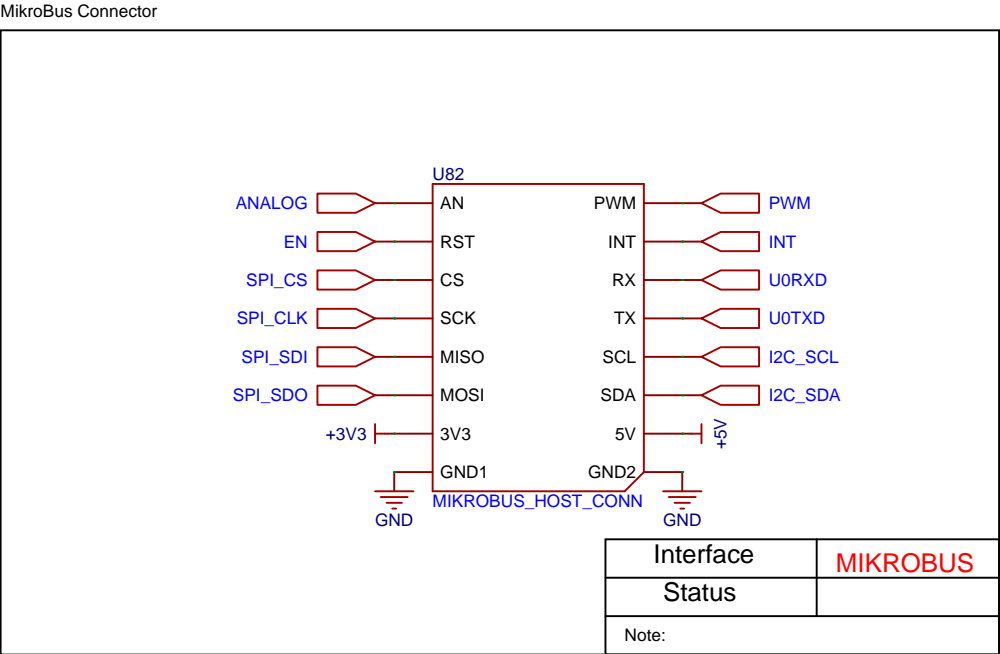 MikroBus Connector
U82
ANALOG AN PWM PWM
EN RST INT INT
SPI_CS CS RX U0RXD
SPI_CLK SCK TX U0TXD
SPI_SDI MISO SCL I2C_SCL
SPI_SDO MOSI SDA I2C_SDA
+3V3 3V3 5V +5V
GND1 GND2
MIKROBUS_HOST_CONN
GND GND
Interface MIKROBUS
Status
Note: